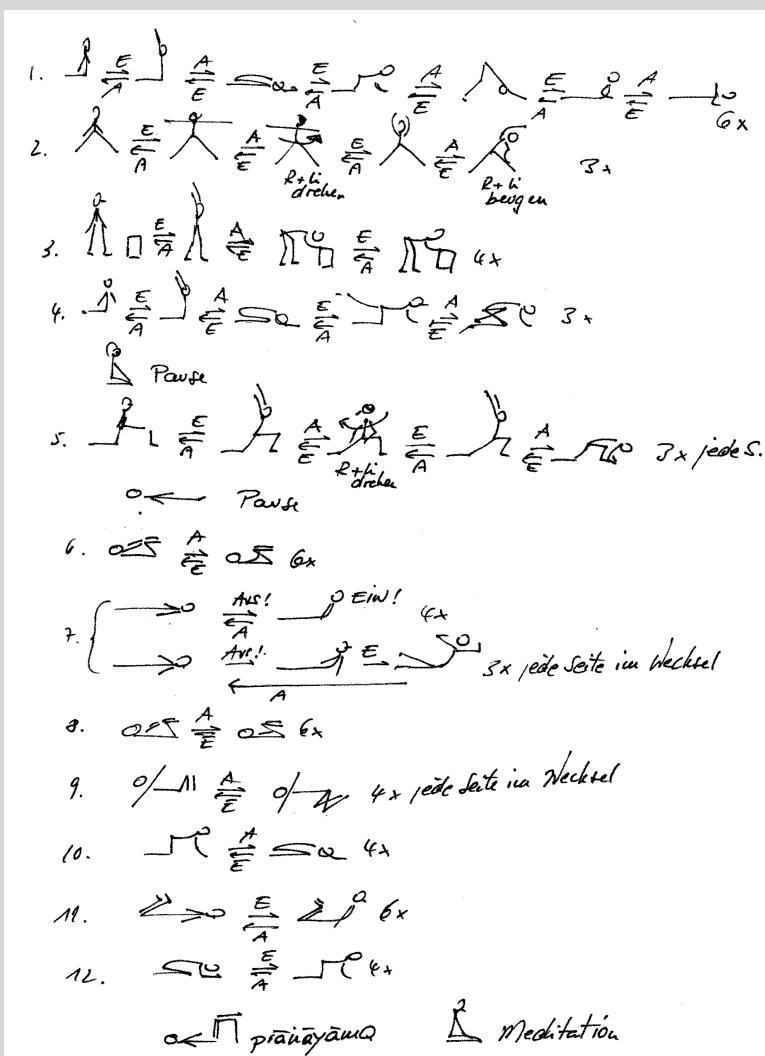 1. E A A E E A A E E A A E 6x
2. E A A E E A A E 3x
R+li drehen R+li beugen
3. E A A E E A 4x
4. E A A E E A A E 3x
Pause
5. E A A E E A A E 3x jede S.
R+li drehen
Pause
6. A E 6x
7. Aus! A Ein! 4x
Aus! E A 3x jede Seite im Wechsel
8. A E 6x
9. A E 4x jede Seite im Wechsel
10. A E 4x
11. E A 6x
12. E A 4x
prāṇāyāma Meditation